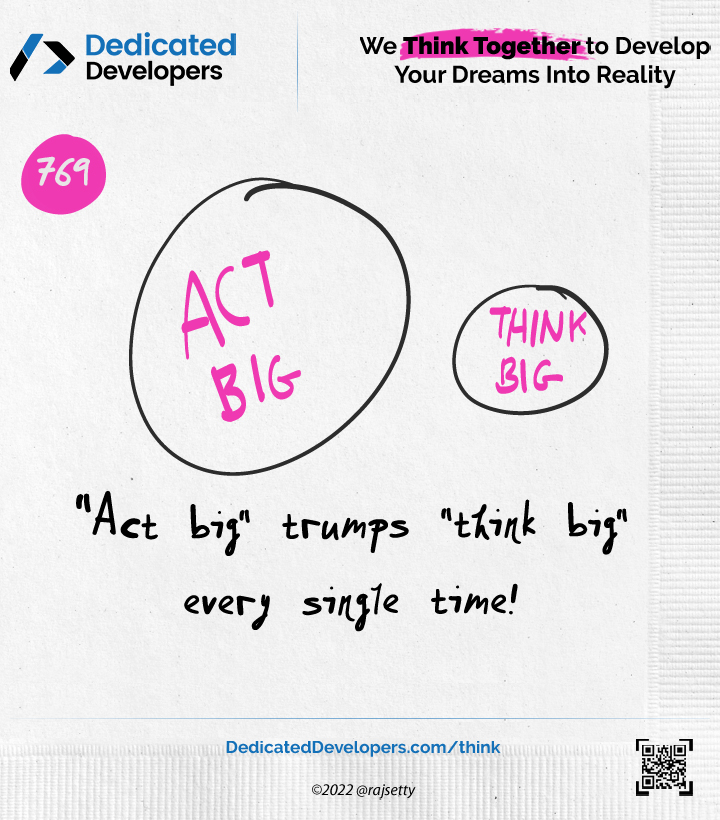 Dedicated
Developers
We Think Together to Develop
Your Dreams Into Reality
769
ACT
BIG
THINK
BIG
"Act big" trumps "think big"
every single time!
DedicatedDevelopers.com/think
©2022 @rajsetty